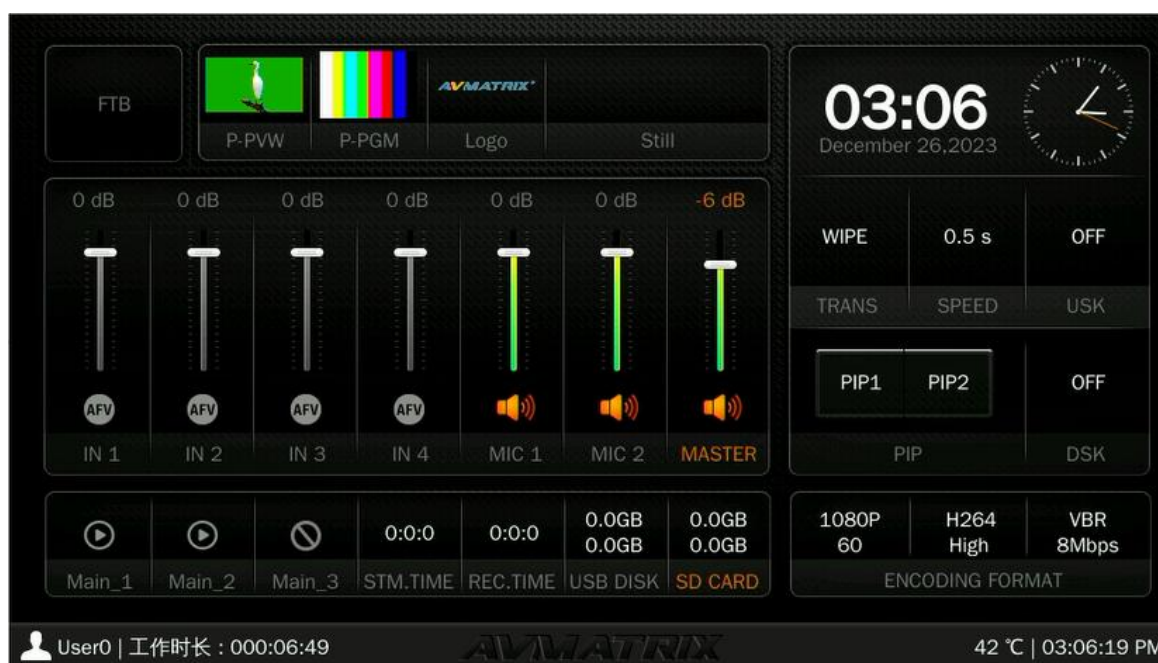 FTB
AVMATRIX
P-PVW P-PGM Logo Still
03:06
December 26,2023
0 dB 0 dB 0 dB 0 dB 0 dB 0 dB -6 dB
WIPE 0.5 s OFF
TRANS SPEED USK
PIP1 PIP2 OFF
AFV AFV AFV AFV
IN 1 IN 2 IN 3 IN 4 MIC 1 MIC 2 MASTER
PIP DSK
0:0:0 0:0:0 0.0GB 0.0GB
0.0GB 0.0GB
Main_1 Main_2 Main_3 STM.TIME REC.TIME USB DISK SD CARD
1080P H264 VBR
60 High 8Mbps
ENCODING FORMAT
User0 | 工作时长 : 000:06:49 AVMATRIX 42 ℃ | 03:06:19 PM